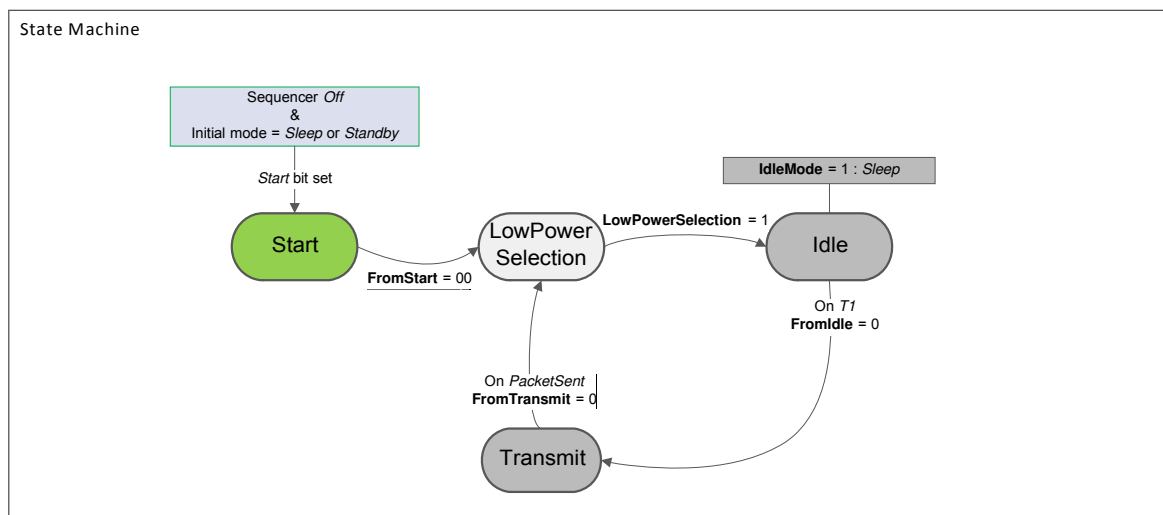 State Machine
Sequencer Off
&
Initial mode = Sleep or Standby
Start bit set
IdleMode = 1 : Sleep
Start
LowPower
Selection
LowPowerSelection = 1
Idle
FromStart = 00
On T1
FromIdle = 0
On PacketSent
FromTransmit = 0
Transmit